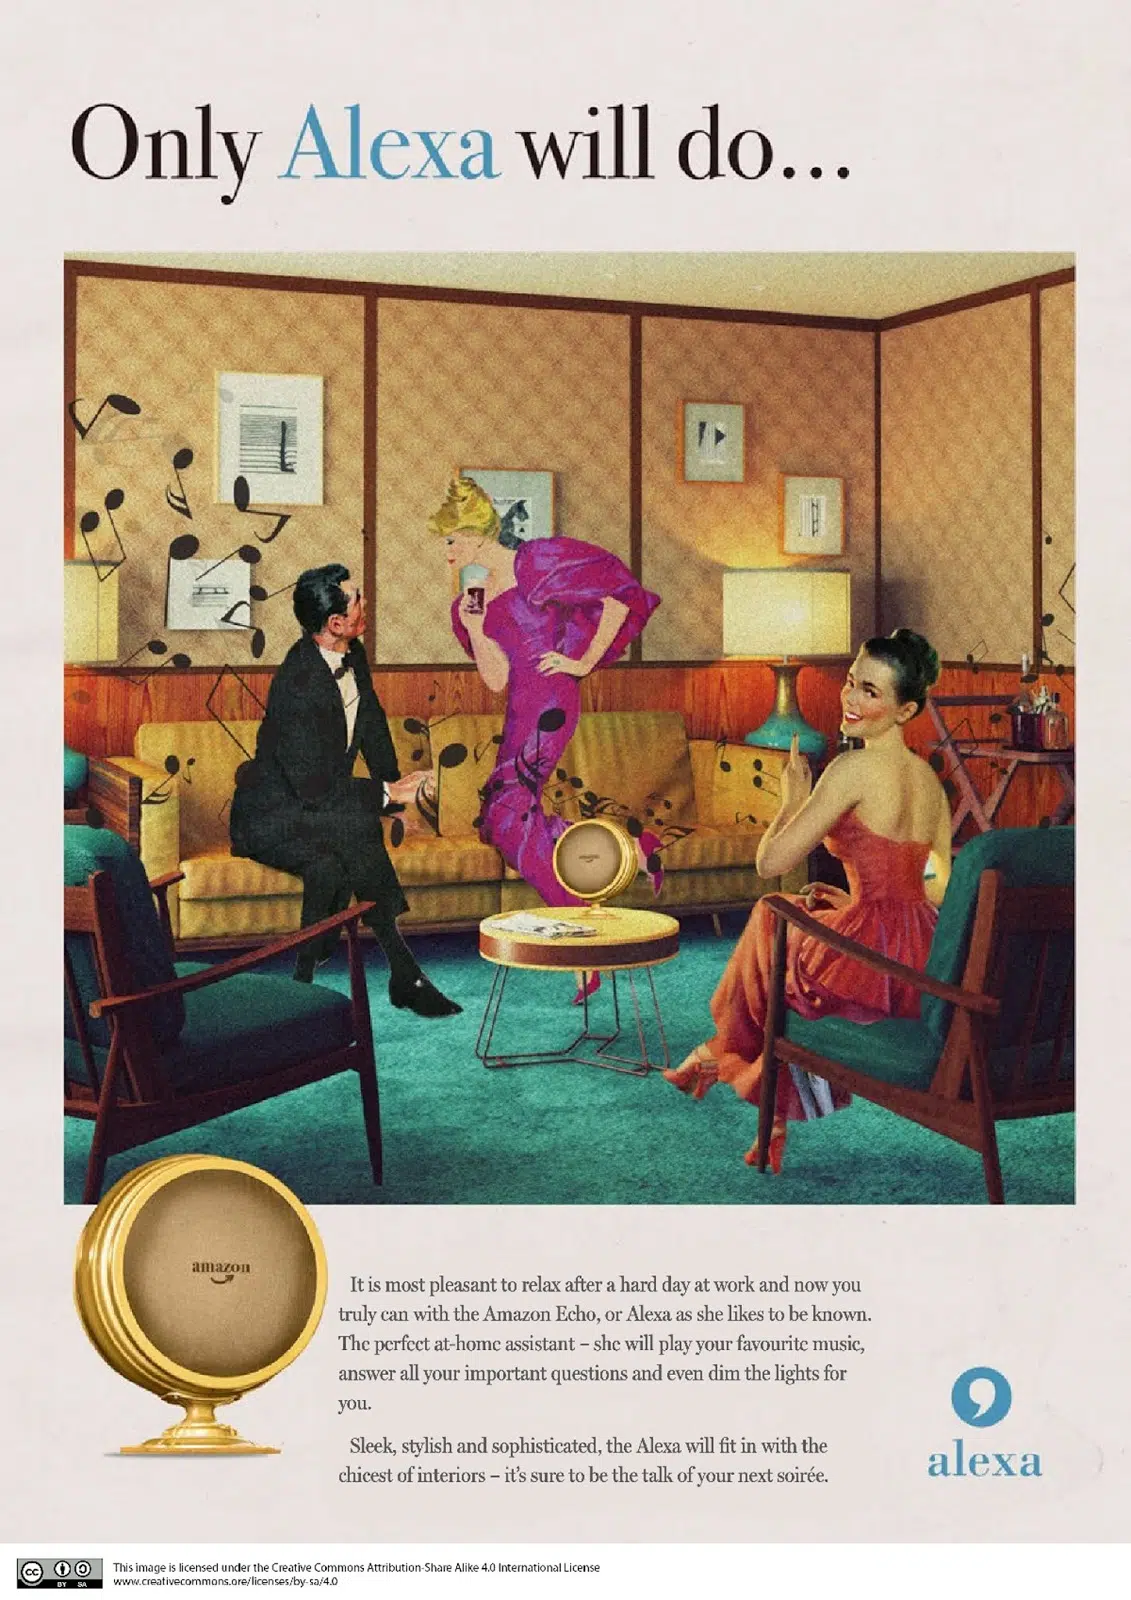 Only Alexa will do...
amazon
amazon
It is most pleasant to relax after a hard day at work and now you
truly can with the Amazon Echo, or Alexa as she likes to be known.
The perfect at-home assistant – she will play your favourite music,
answer all your important questions and even dim the lights for
you.
Sleek, stylish and sophisticated, the Alexa will fit in with the
chicest of interiors – it's sure to be the talk of your next soirée.
alexa
cc BY SA
This image is licensed under the Creative Commons Attribution-Share Alike 4.0 International License
www.creativecommons.ore/licenses/by-sa/4.0